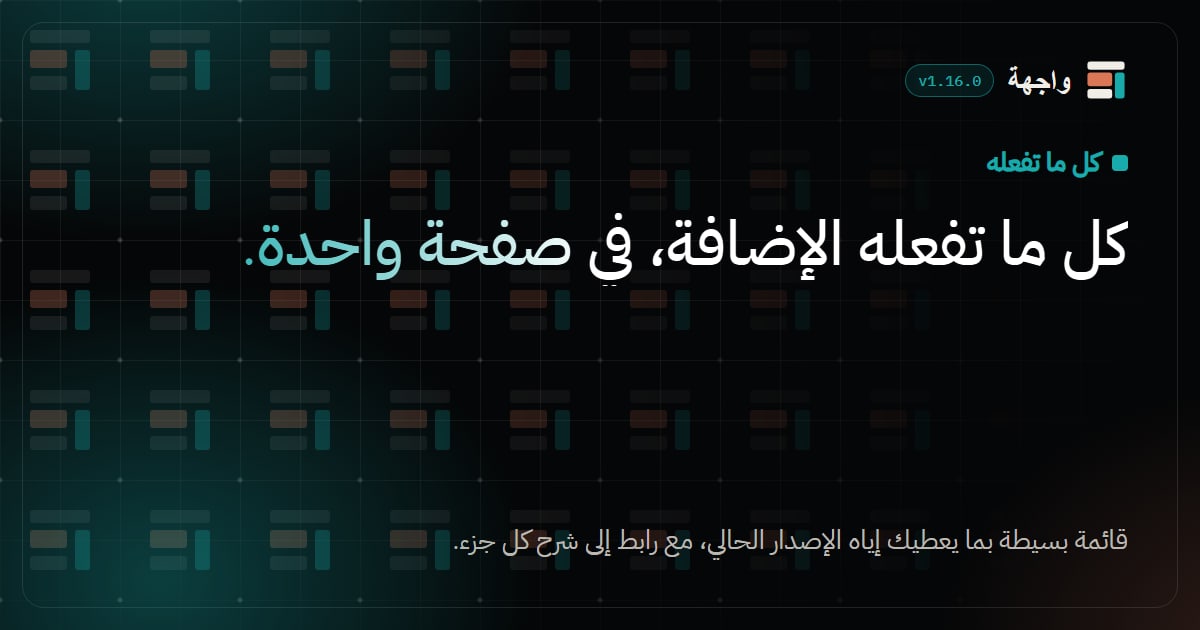 واجهة v1.16.0
كل ما تفعله
كل ما تفعله الإضافة، في صفحة واحدة.
قائمة بسيطة بما يعطيك إياه الإصدار الحالي، مع رابط إلى شرح كل جزء.